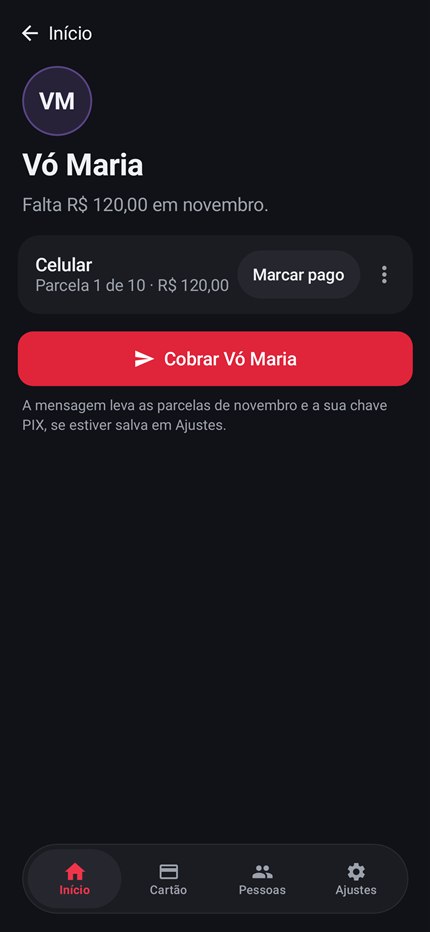 Início
VM
Vó Maria
Falta R$ 120,00 em novembro.
Celular
Parcela 1 de 10 · R$ 120,00
Marcar pago
Cobrar Vó Maria
A mensagem leva as parcelas de novembro e a sua chave
PIX, se estiver salva em Ajustes.
Início
Cartão
Pessoas
Ajustes